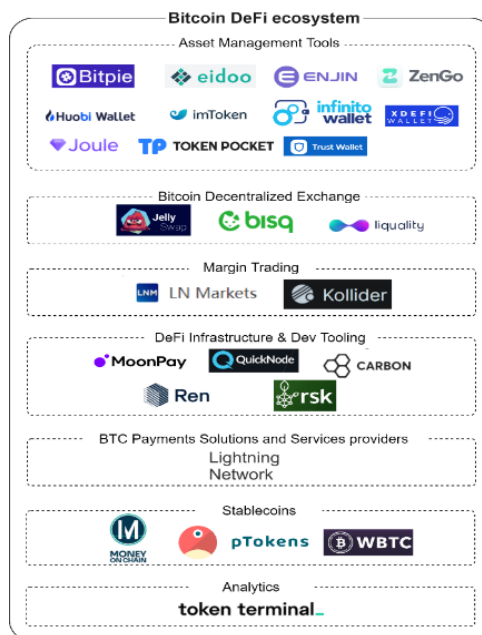 Bitcoin DeFi ecosystem
Asset Management Tools
Bitpie
eidoo
ENJIN
ZenGo
Huobi Wallet
imToken
infinito
wallet
XDEFI
WALLET
Joule
TP TOKEN POCKET
Trust Wallet
Bitcoin Decentralized Exchange
Jelly
Swap
bisq
liquality
Margin Trading
LNM LN Markets
Kollider
DeFi Infrastructure & Dev Tooling
MoonPay
QuickNode
CARBON
Ren
rsk
BTC Payments Solutions and Services providers
Lightning
Network
Stablecoins
M
MONEY
ON CHAIN
pTokens
WBTC
Analytics
token terminal_